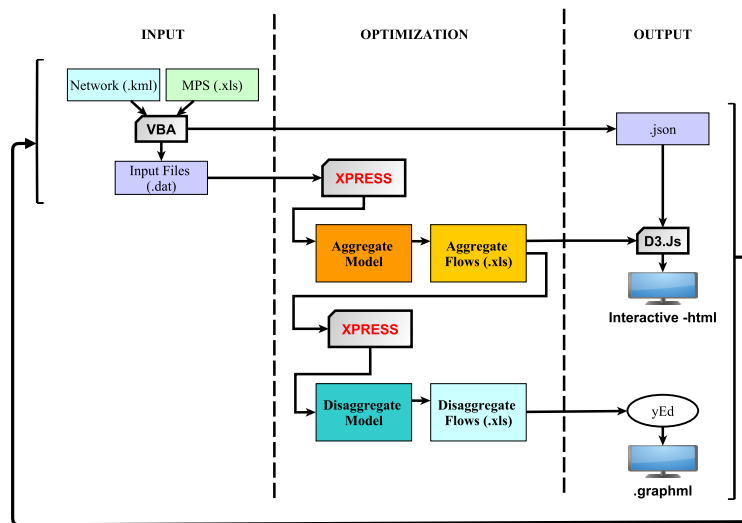 INPUT
OPTIMIZATION
OUTPUT
Network (.kml)
MPS (.xls)
VBA
.json
Input Files
(.dat)
XPRESS
Aggregate
Model
Aggregate
Flows (.xls)
D3.Js
Interactive -html
XPRESS
Disaggregate
Model
Disaggregate
Flows (.xls)
yEd
.graphml